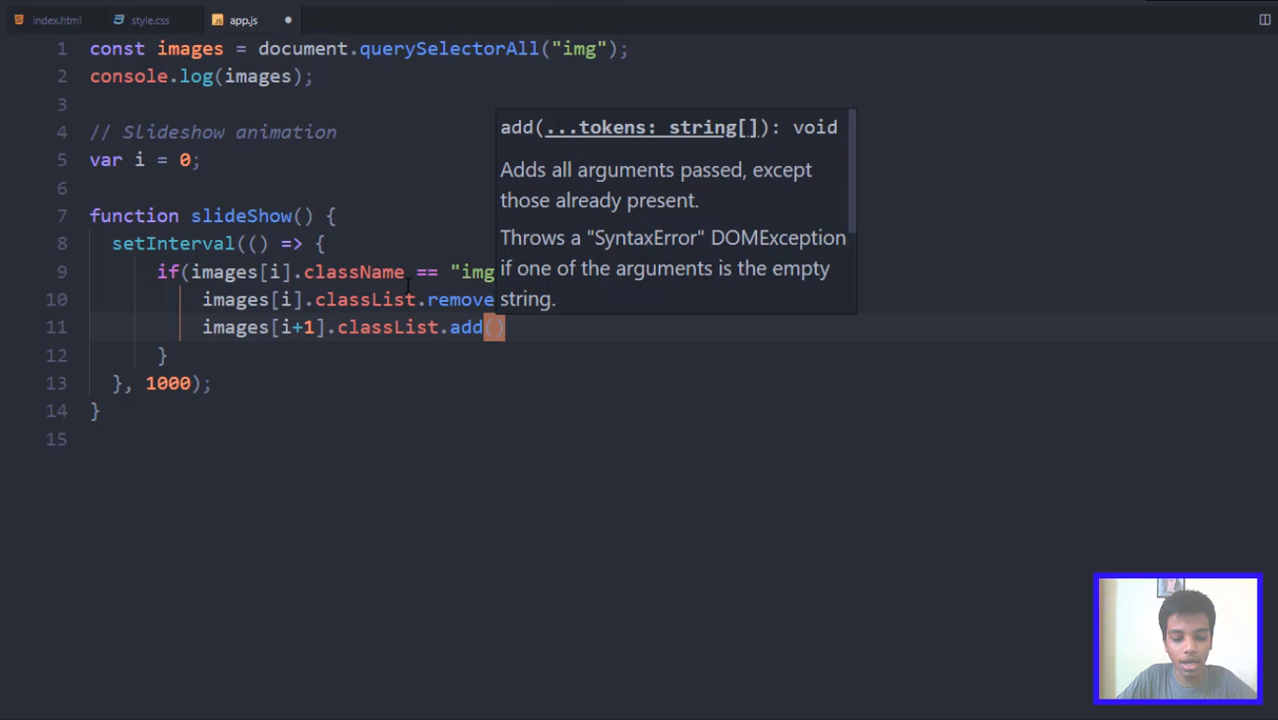 index.html style.css app.js
1 const images = document.querySelectorAll("img");
2 console.log(images);
3
4 // Slideshow animation
5 var i = 0;
6
7 function slideShow() {
8 setInterval(() => {
9 if(images[i].className == "img
10 images[i].classList.remove
11 images[i+1].classList.add()
12 }
13 }, 1000);
14 }
15
add(...tokens: string[]): void
Adds all arguments passed, except
those already present.
Throws a "SyntaxError" DOMException
if one of the arguments is the empty
string.